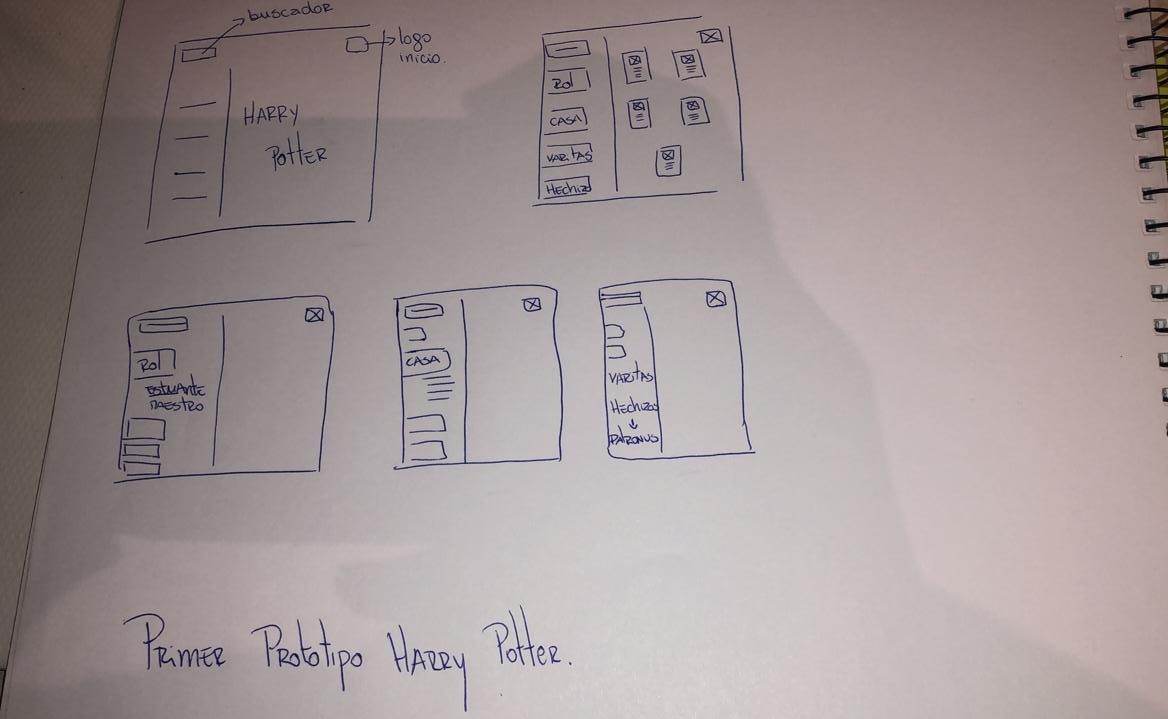 buscador
logo
inicio.
HARRY
Potter
Rol
CASA
VARitAS
Hechizo
Rol
EStudiANte
MAEStRO
CASA
VARitAS
Hechizos
↓
PAtRONUS
PRiMER PRototipo HARRY Potter.